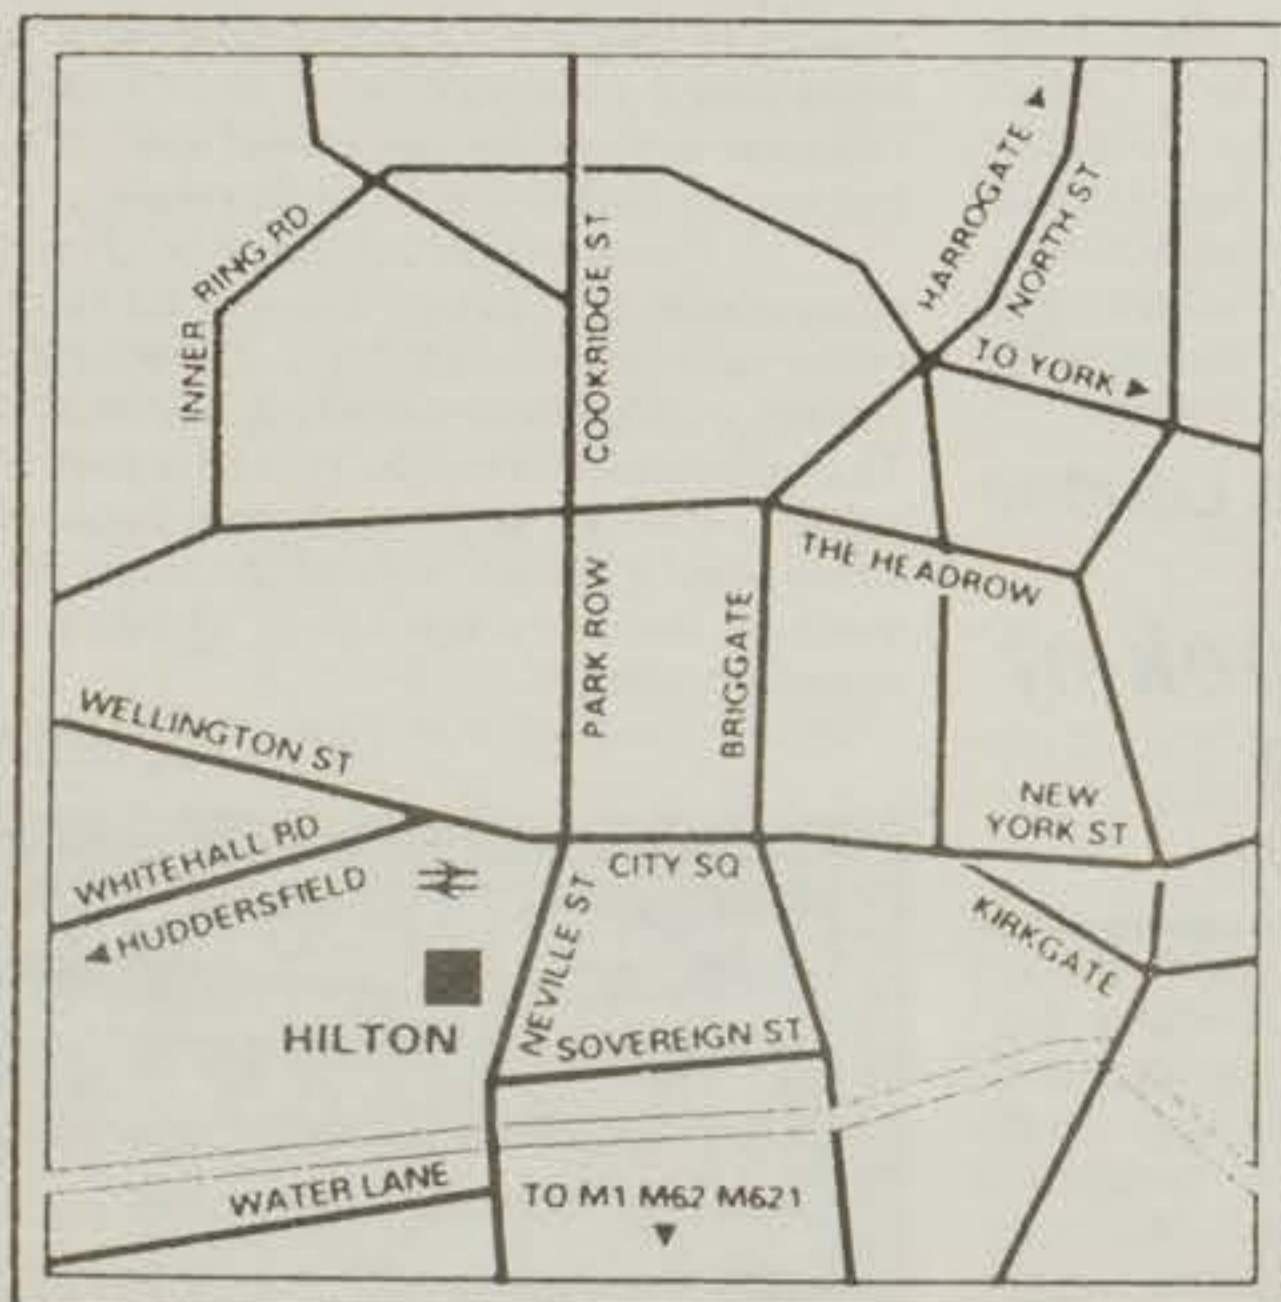 HARROGATE ▲
NORTH ST
INNER RING RD
COOKRIDGE ST
TO YORK ►
THE HEADROW
PARK ROW
BRIGGATE
WELLINGTON ST
NEW
YORK ST
WHITEHALL RD
◄ HUDDERSFIELD
CITY SQ
KIRKGATE
NEVILLE ST
HILTON
SOVEREIGN ST
WATER LANE
TO M1 M62 M621
▼